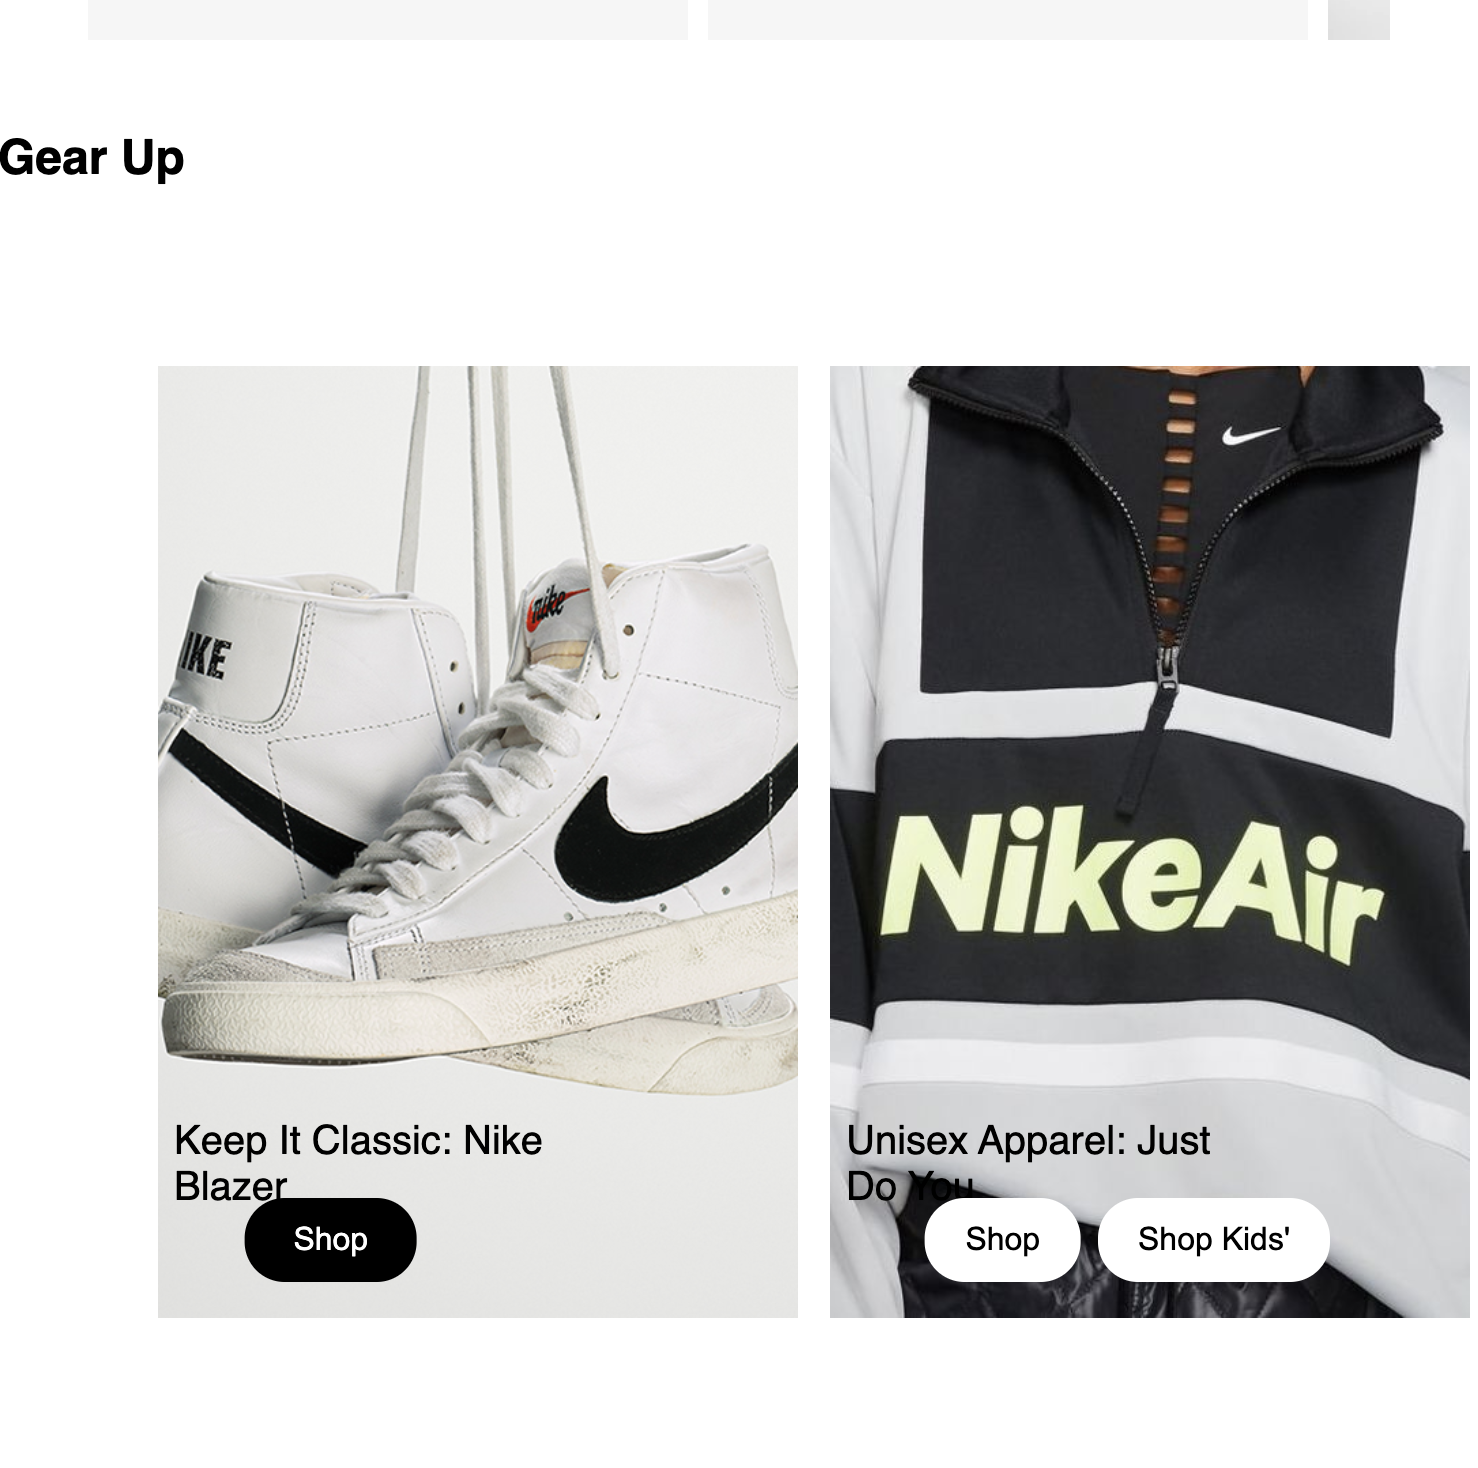 Gear Up
nike
IKE
NikeAir
Keep It Classic: Nike
Blazer
Shop
Unisex Apparel: Just
Do You
Shop
Shop Kids'